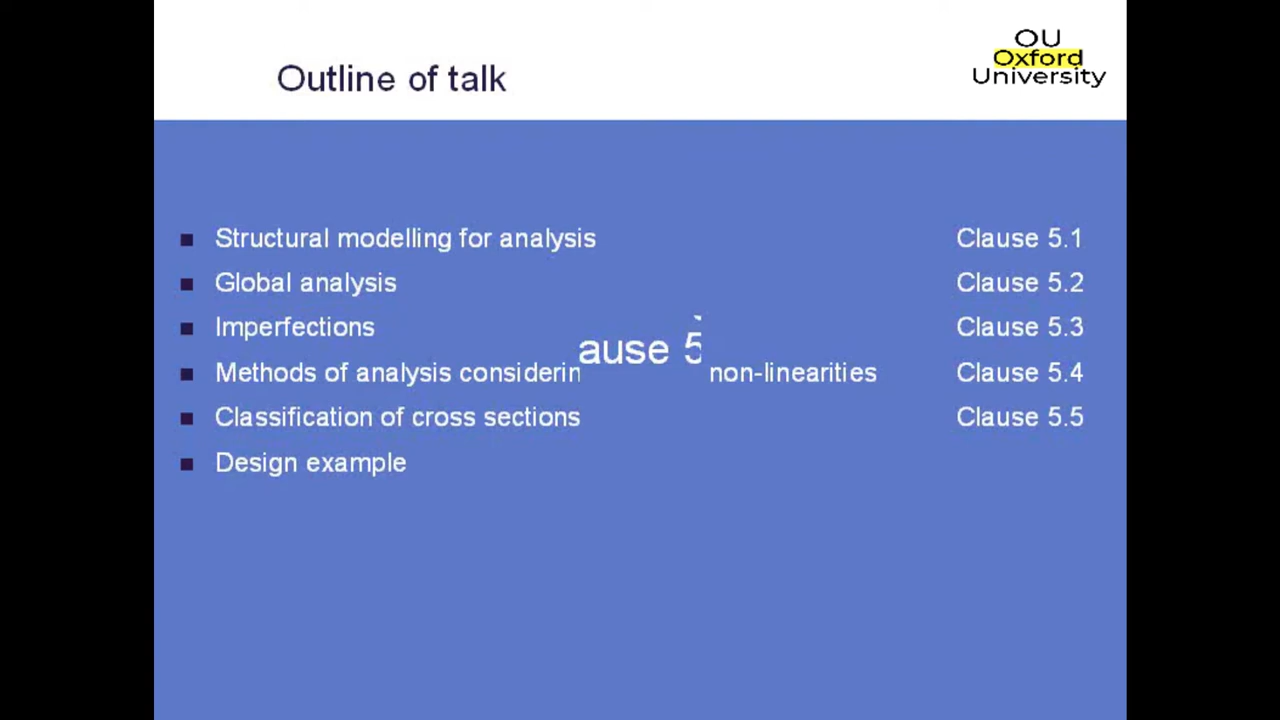 Outline of talk
OU
Oxford
University
Structural modelling for analysis Clause 5.1
Global analysis Clause 5.2
Imperfections Clause 5.3
ause 5
Methods of analysis considerin non-linearities Clause 5.4
Classification of cross sections Clause 5.5
Design example